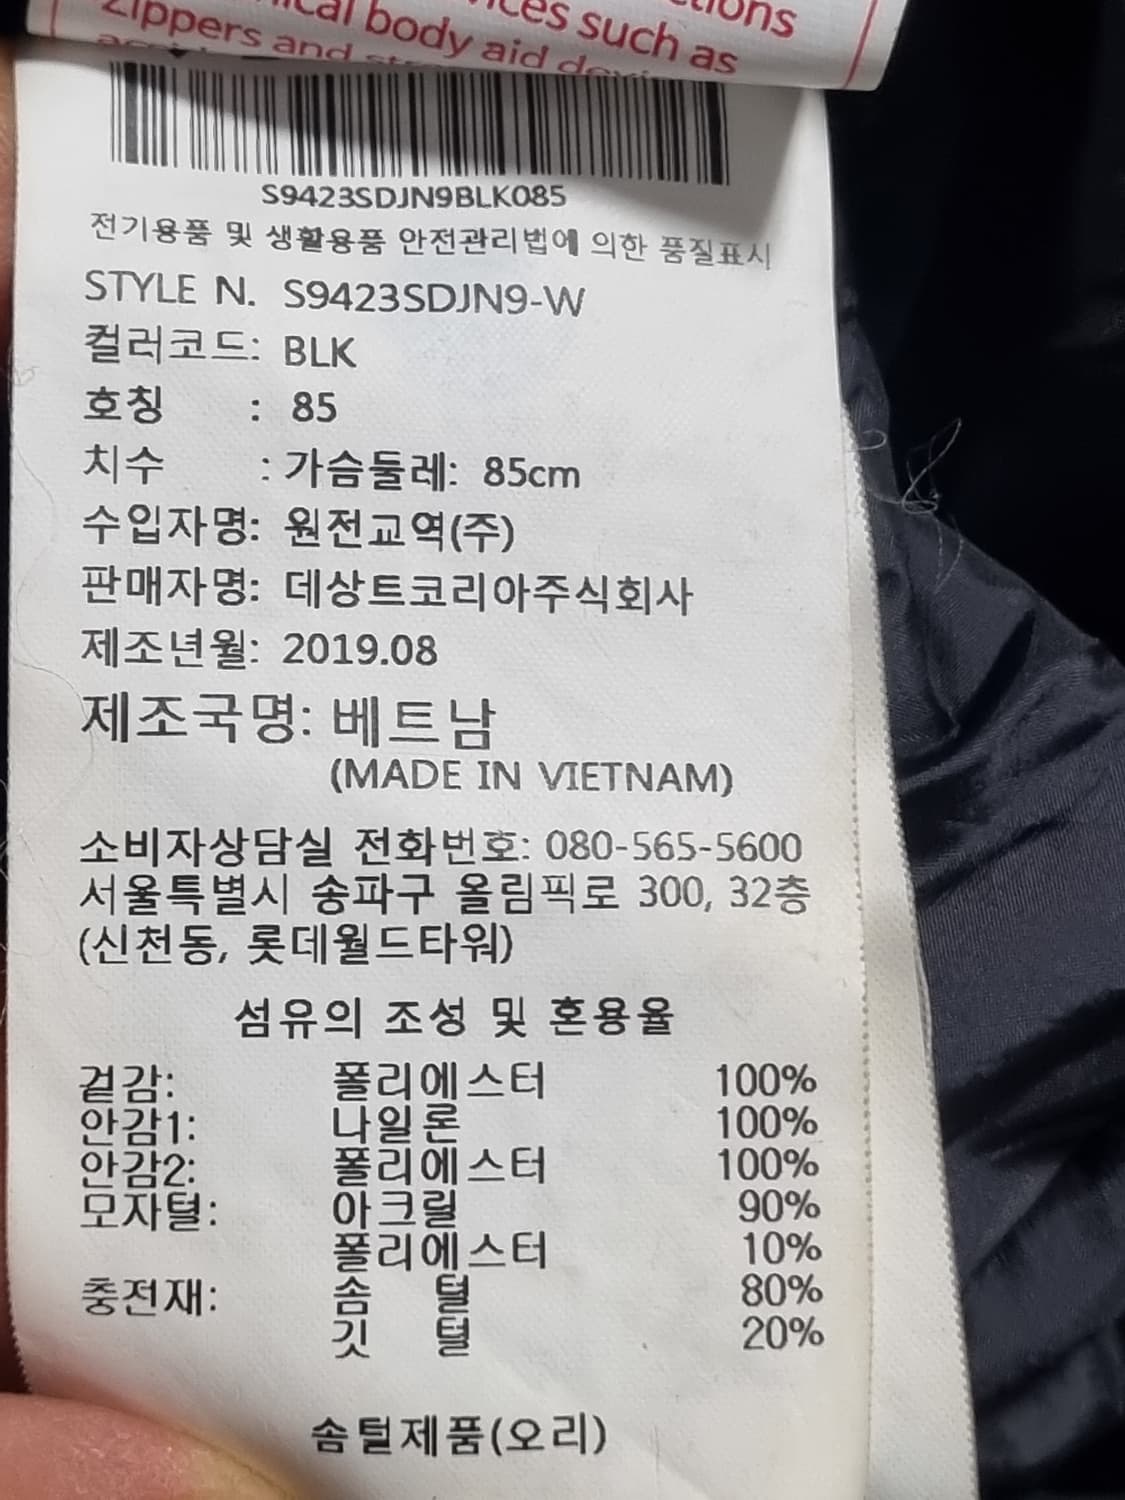 ices such as
body aid
Zippers and
S9423SDJN9BLK085
전기용품 및 생활용품 안전관리법에 의한 품질표시
STYLE N. S9423SDJN9-W
컬러코드: BLK
호칭 : 85
치수 : 가슴둘레: 85cm
수입자명: 원전교역(주)
판매자명: 데상트코리아주식회사
제조년월: 2019.08
제조국명: 베트남
(MADE IN VIETNAM)
소비자상담실 전화번호: 080-565-5600
서울특별시 송파구 올림픽로 300, 32층
(신천동, 롯데월드타워)
섬유의 조성 및 혼용율
겉감: 폴리에스터 100%
안감1: 나일론 100%
안감2: 폴리에스터 100%
모자털: 아크릴 90%
폴리에스터 10%
충전재: 솜 털 80%
깃 털 20%
솜털제품(오리)